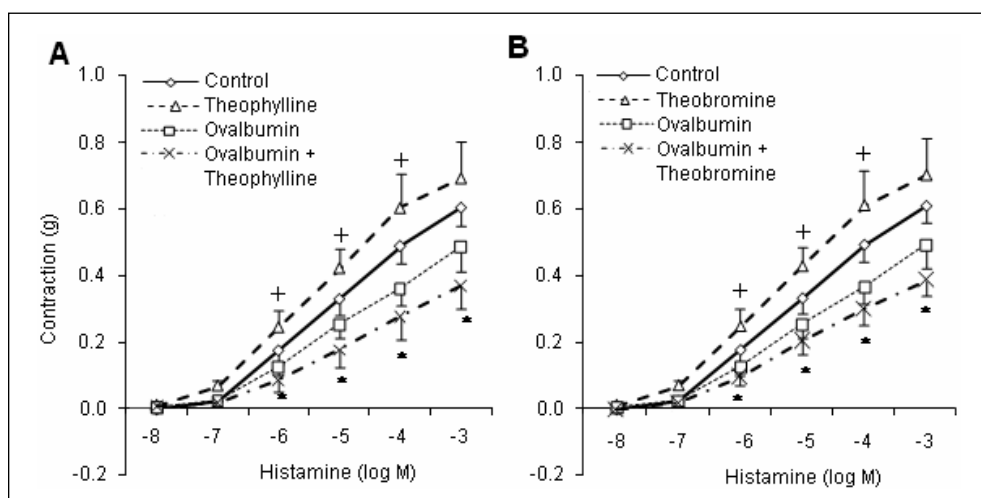 A
Control
Theophylline
Ovalbumin
Ovalbumin +
Theophylline
1.0
0.8
0.6
0.4
0.2
0.0
-0.2
Contraction (g)
+
+
+
*
*
*
*
-8 -7 -6 -5 -4 -3
Histamine (log M)
B
Control
Theobromine
Ovalbumin
Ovalbumin +
Theobromine
1.0
0.8
0.6
0.4
0.2
0.0
-0.2
+
+
+
*
*
*
*
-8 -7 -6 -5 -4 -3
Histamine (log M)